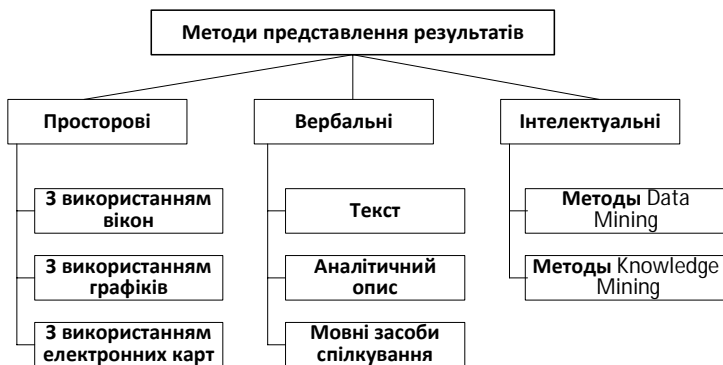 Методи представлення результатів
Просторові
Вербальні
Інтелектуальні
З використанням
вікон
З використанням
графіків
З використанням
електронних карт
Текст
Аналітичний
опис
Мовні засоби
спілкування
Методы Data
Mining
Методы Knowledge
Mining